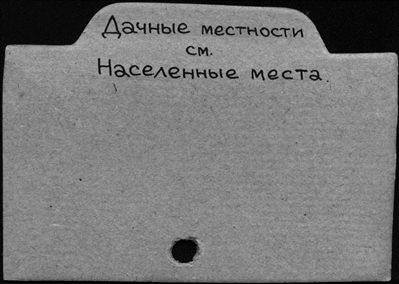 Дачные местности
см.
Населенные места.